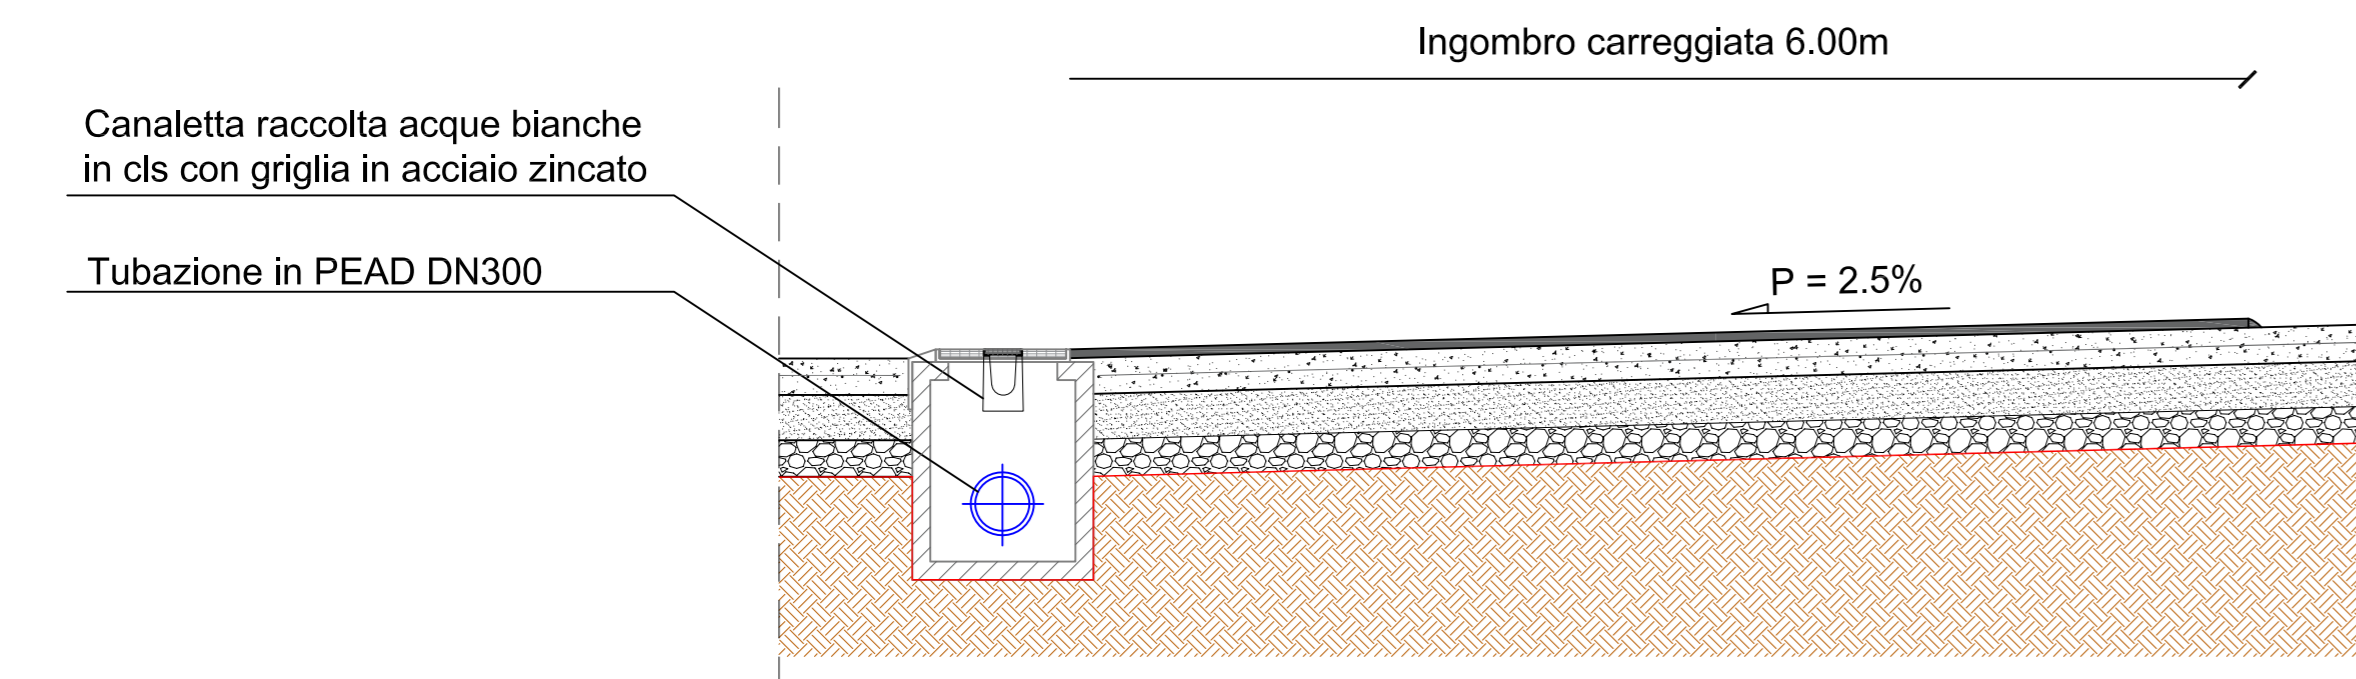 Ingombro carreggiata 6.00m
Canaletta raccolta acque bianche
in cls con griglia in acciaio zincato
Tubazione in PEAD DN300
P = 2.5%